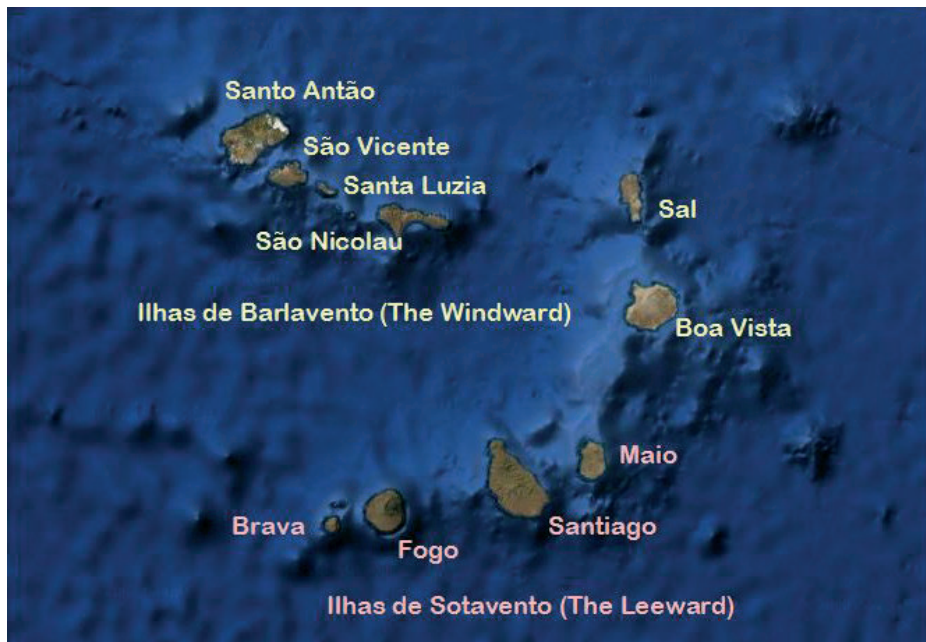 Santo Antão
São Vicente
Santa Luzia
Sal
São Nicolau
Ilhas de Barlavento (The Windward)
Boa Vista
Maio
Brava
Santiago
Fogo
Ilhas de Sotavento (The Leeward)